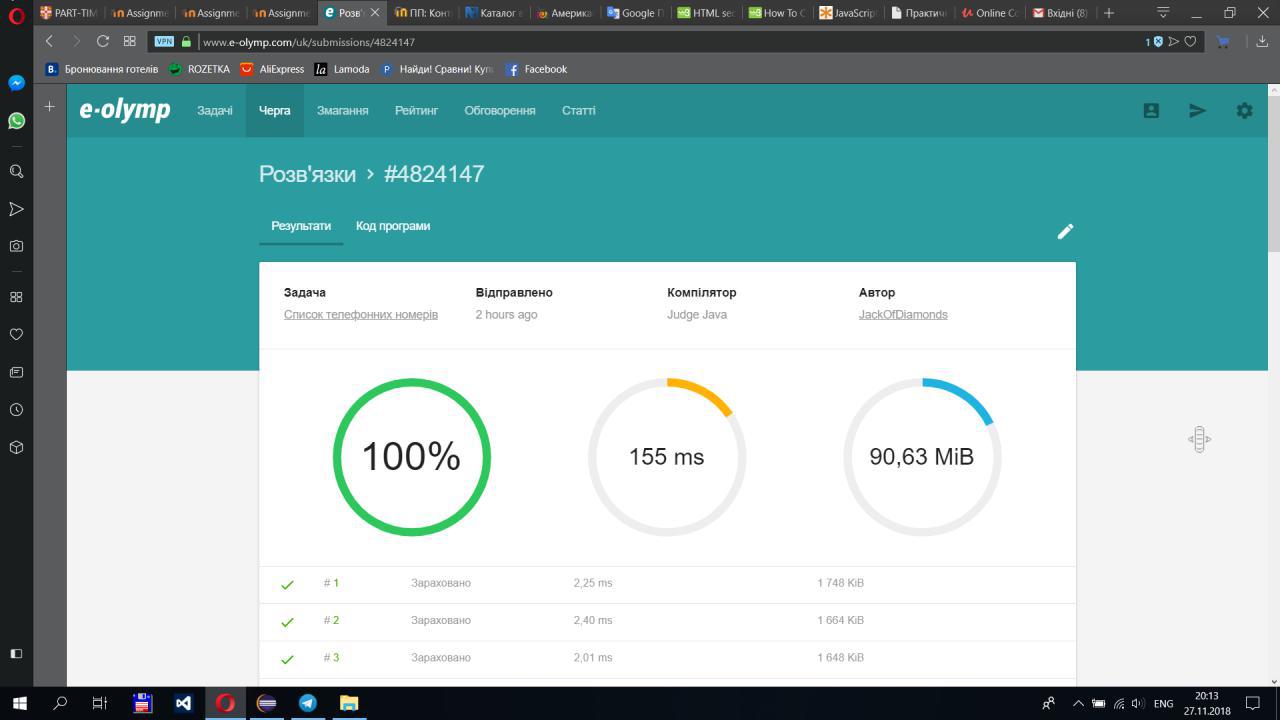 PART-TIM
Assignme
Assignme
Assignme
Розв'
ПП: Конт
Каталог в
Америка
Google П
HTML sec
How To C
JavaScrip
Практич
Online Co
Вхідні (8)
VPN
www.e-olymp.com/uk/submissions/4824147
1
Бронювання готелів
ROZETKA
AliExpress
Lamoda
Найди! Сравни! Купи
Facebook
e-olymp
Задачі
Черга
Змагання
Рейтинг
Обговорення
Статті
Розв'язки > #4824147
Результати
Код програми
Задача
Відправлено
Компілятор
Автор
Список телефонних номерів
2 hours ago
Judge Java
JackOfDiamonds
100%
155 ms
90,63 MiB
# 1 Зараховано 2,25 ms 1 748 KiB
# 2 Зараховано 2,40 ms 1 664 KiB
# 3 Зараховано 2,01 ms 1 648 KiB
ENG
20:13
27.11.2018